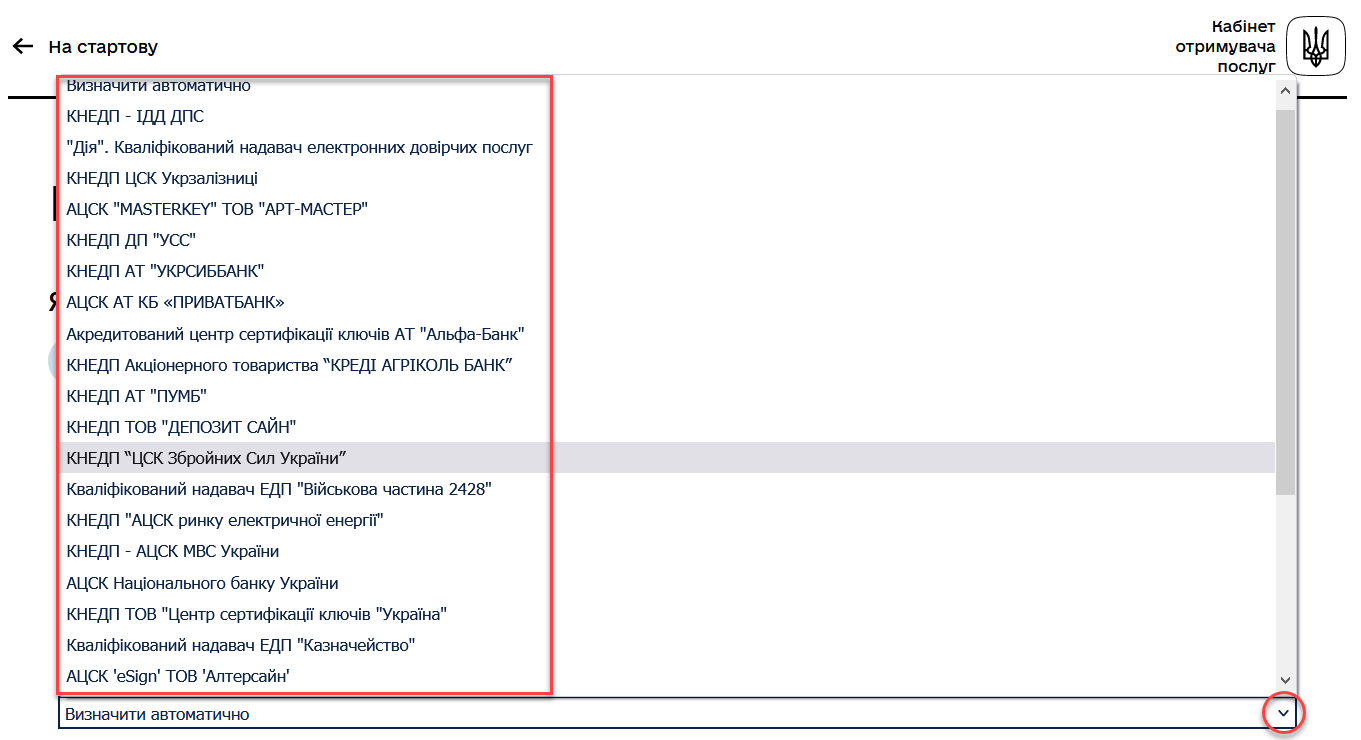 На стартову
Кабінет
отримувача
послуг
Визначити автоматично
КНЕДП - ІДД ДПС
"Дія". Кваліфікований надавач електронних довірчих послуг
КНЕДП ЦСК Укрзалізниці
АЦСК "MASTERKEY" ТОВ "АРТ-МАСТЕР"
КНЕДП ДП "УСС"
КНЕДП АТ "УКРСИББАНК"
АЦСК АТ КБ «ПРИВАТБАНК»
Акредитований центр сертифікації ключів АТ "Альфа-Банк"
КНЕДП Акціонерного товариства “КРЕДІ АГРІКОЛЬ БАНК”
КНЕДП АТ "ПУМБ"
КНЕДП ТОВ "ДЕПОЗИТ САЙН"
КНЕДП “ЦСК Збройних Сил України”
Кваліфікований надавач ЕДП "Військова частина 2428"
КНЕДП "АЦСК ринку електричної енергії"
КНЕДП - АЦСК МВС України
АЦСК Національного банку України
КНЕДП ТОВ "Центр сертифікації ключів "Україна"
Кваліфікований надавач ЕДП "Казначейство"
АЦСК 'eSign' ТОВ 'Алтерсайн'
Визначити автоматично